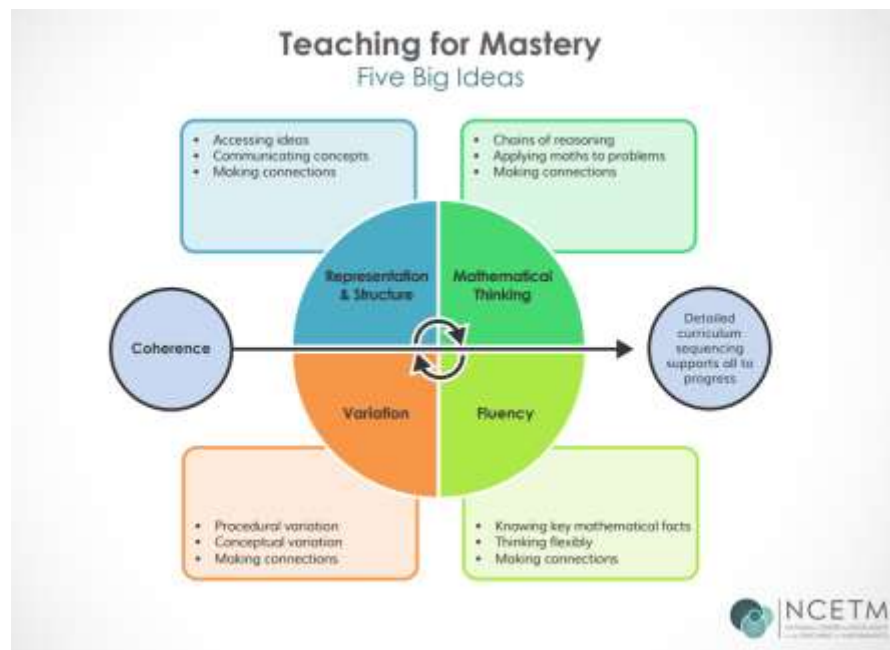 Teaching for Mastery
Five Big Ideas
• Accessing ideas
• Communicating concepts
• Making connections
• Chains of reasoning
• Applying maths to problems
• Making connections
Representation
& Structure
Mathematical
Thinking
Coherence
Detailed
curriculum
sequencing
supports all to
progress
Variation
Fluency
• Procedural variation
• Conceptual variation
• Making connections
• Knowing key mathematical facts
• Thinking flexibly
• Making connections
NCETM